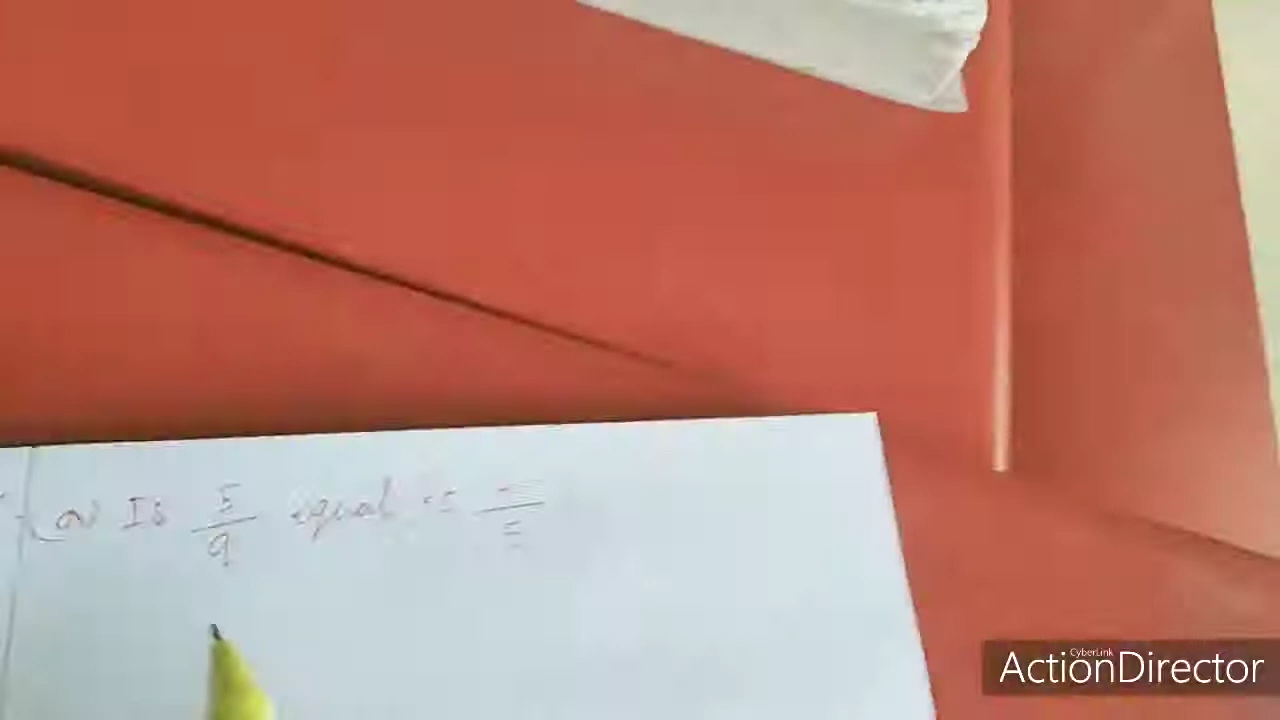 a) Is 5/9 equal to
CyberLink
ActionDirector